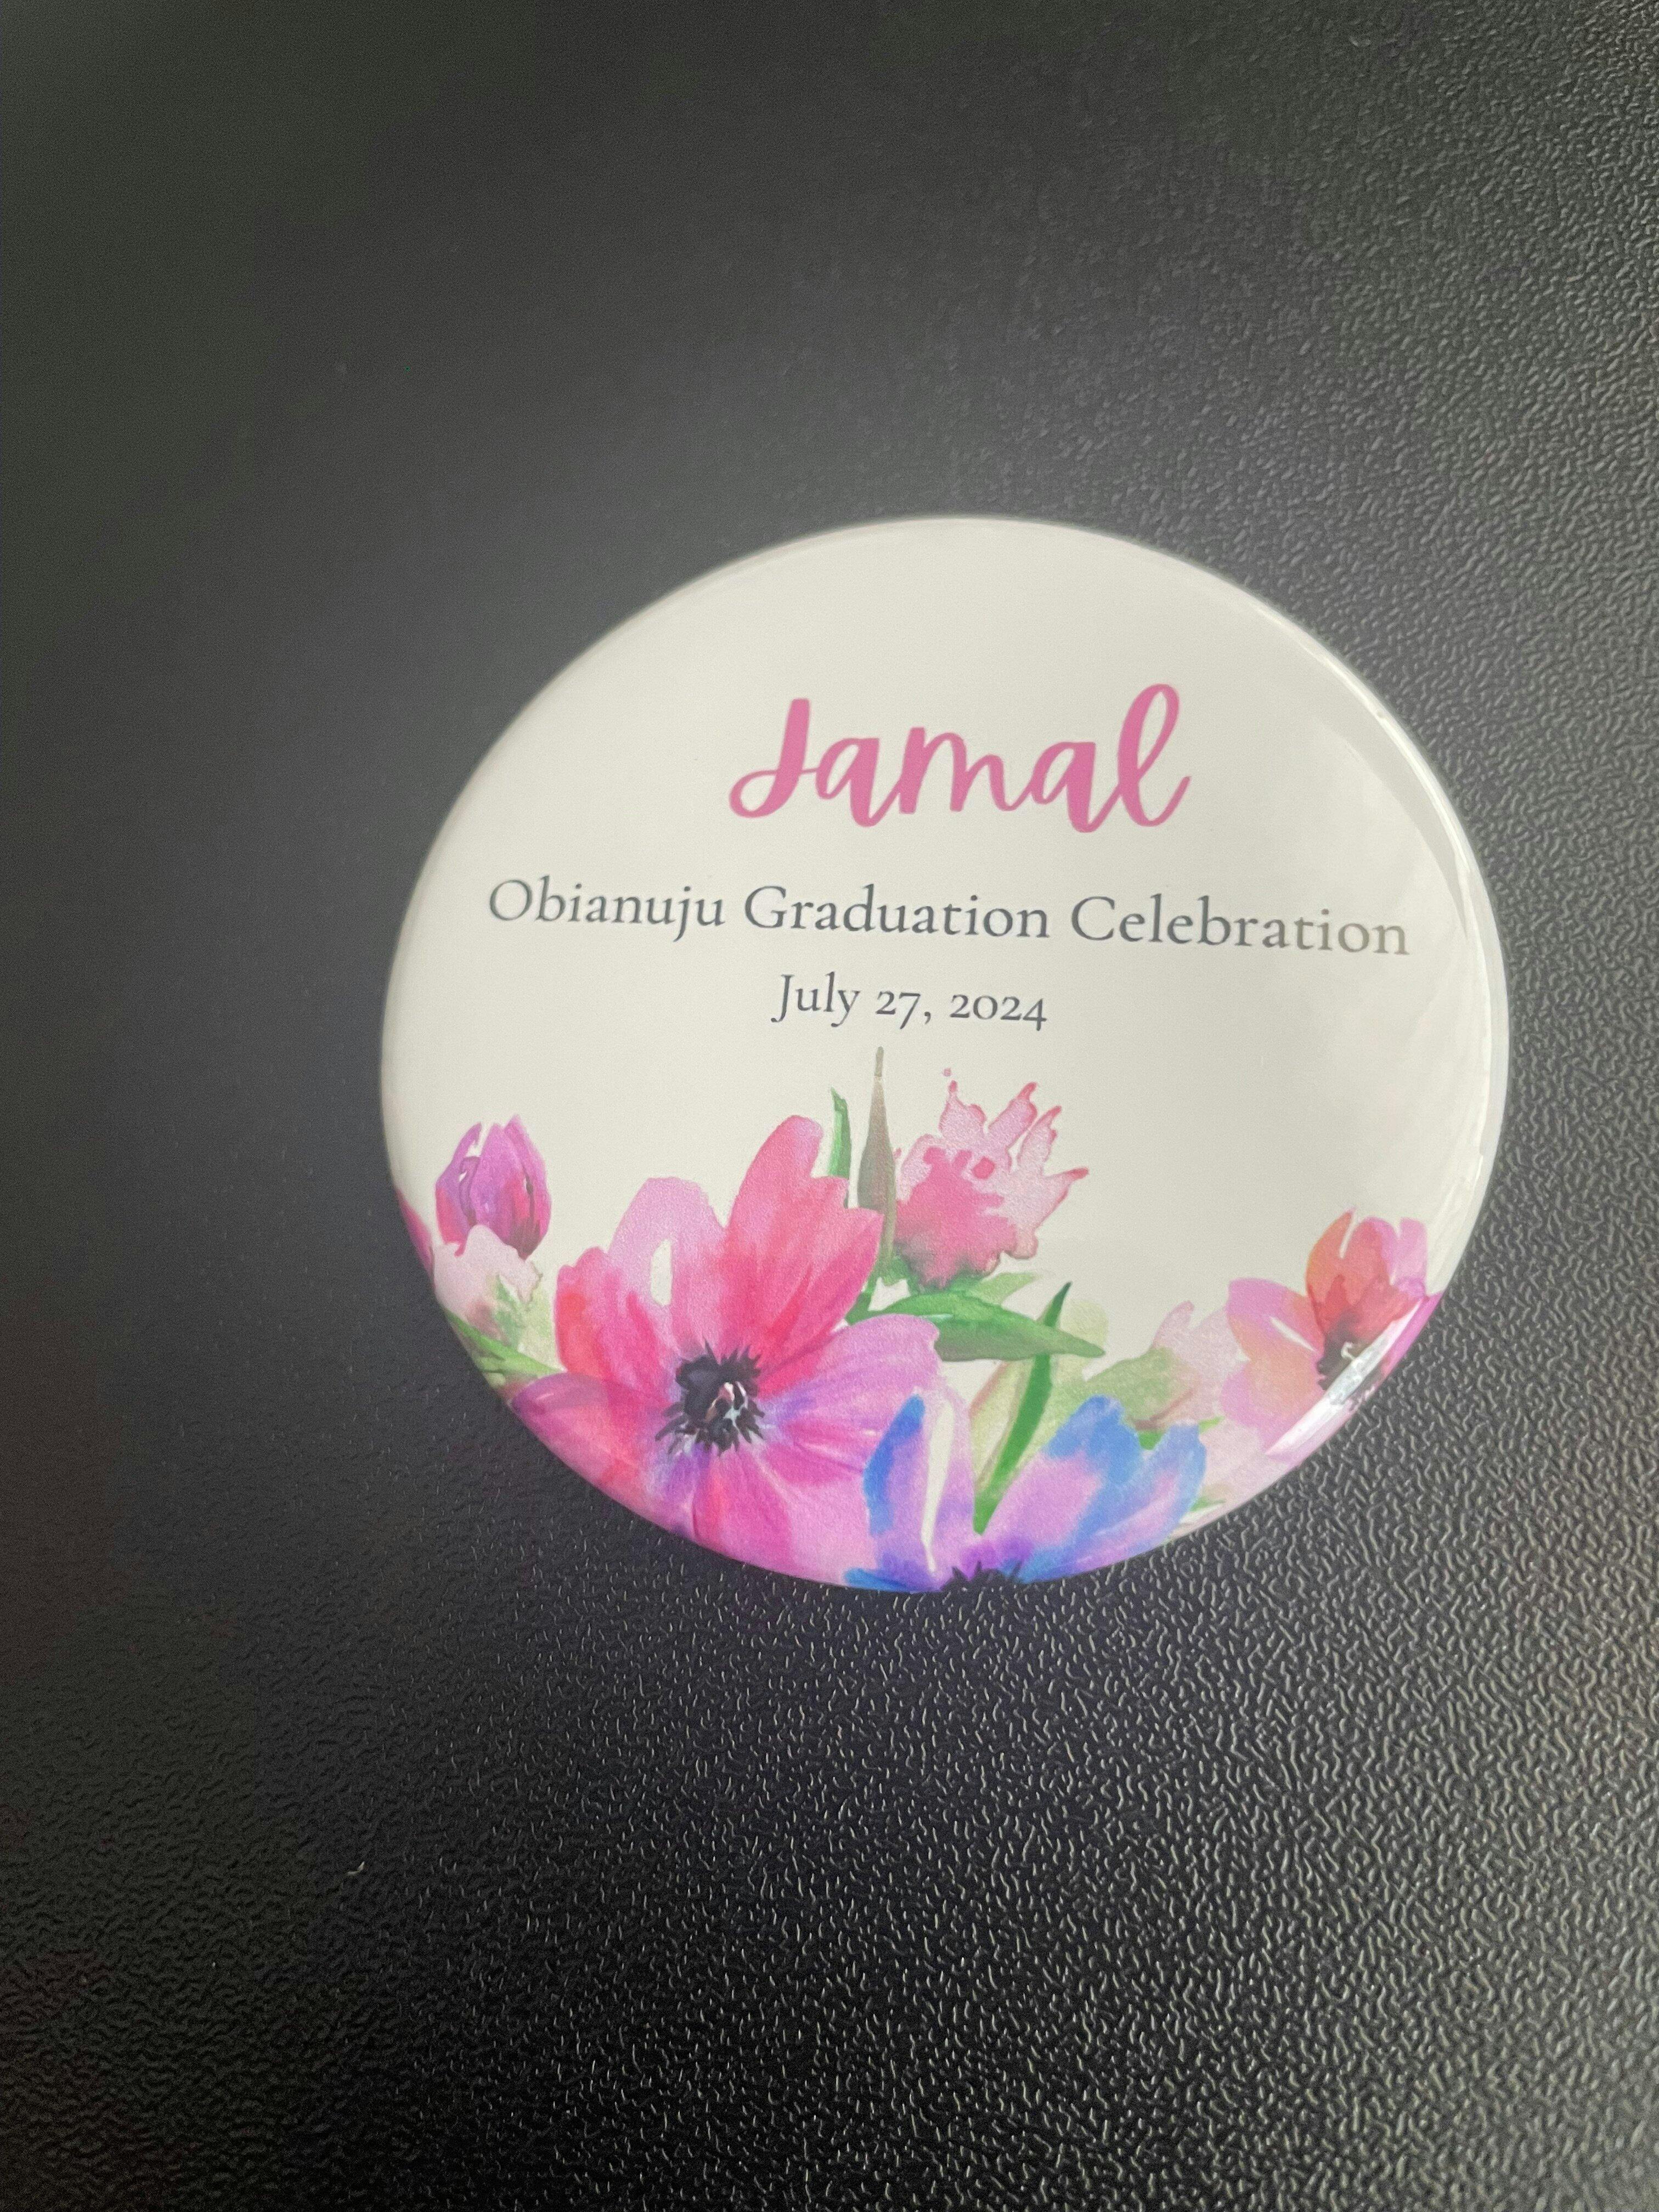 Jamal
Obianuju Graduation Celebration
July 27, 2024